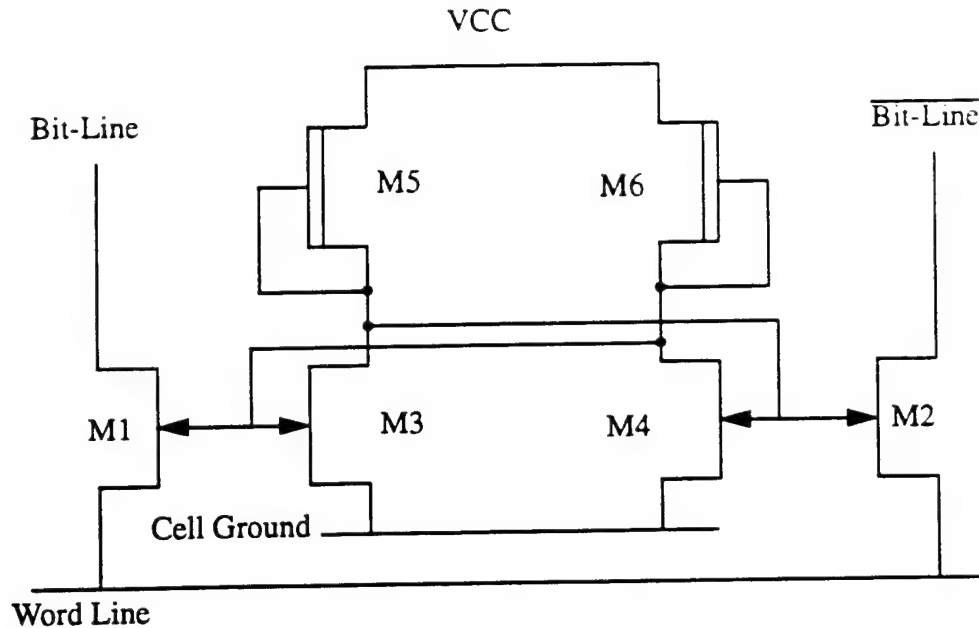 VCC
Bit-Line
Bit-Line
M5
M6
M1
M3
M4
M2
Cell Ground
Word Line